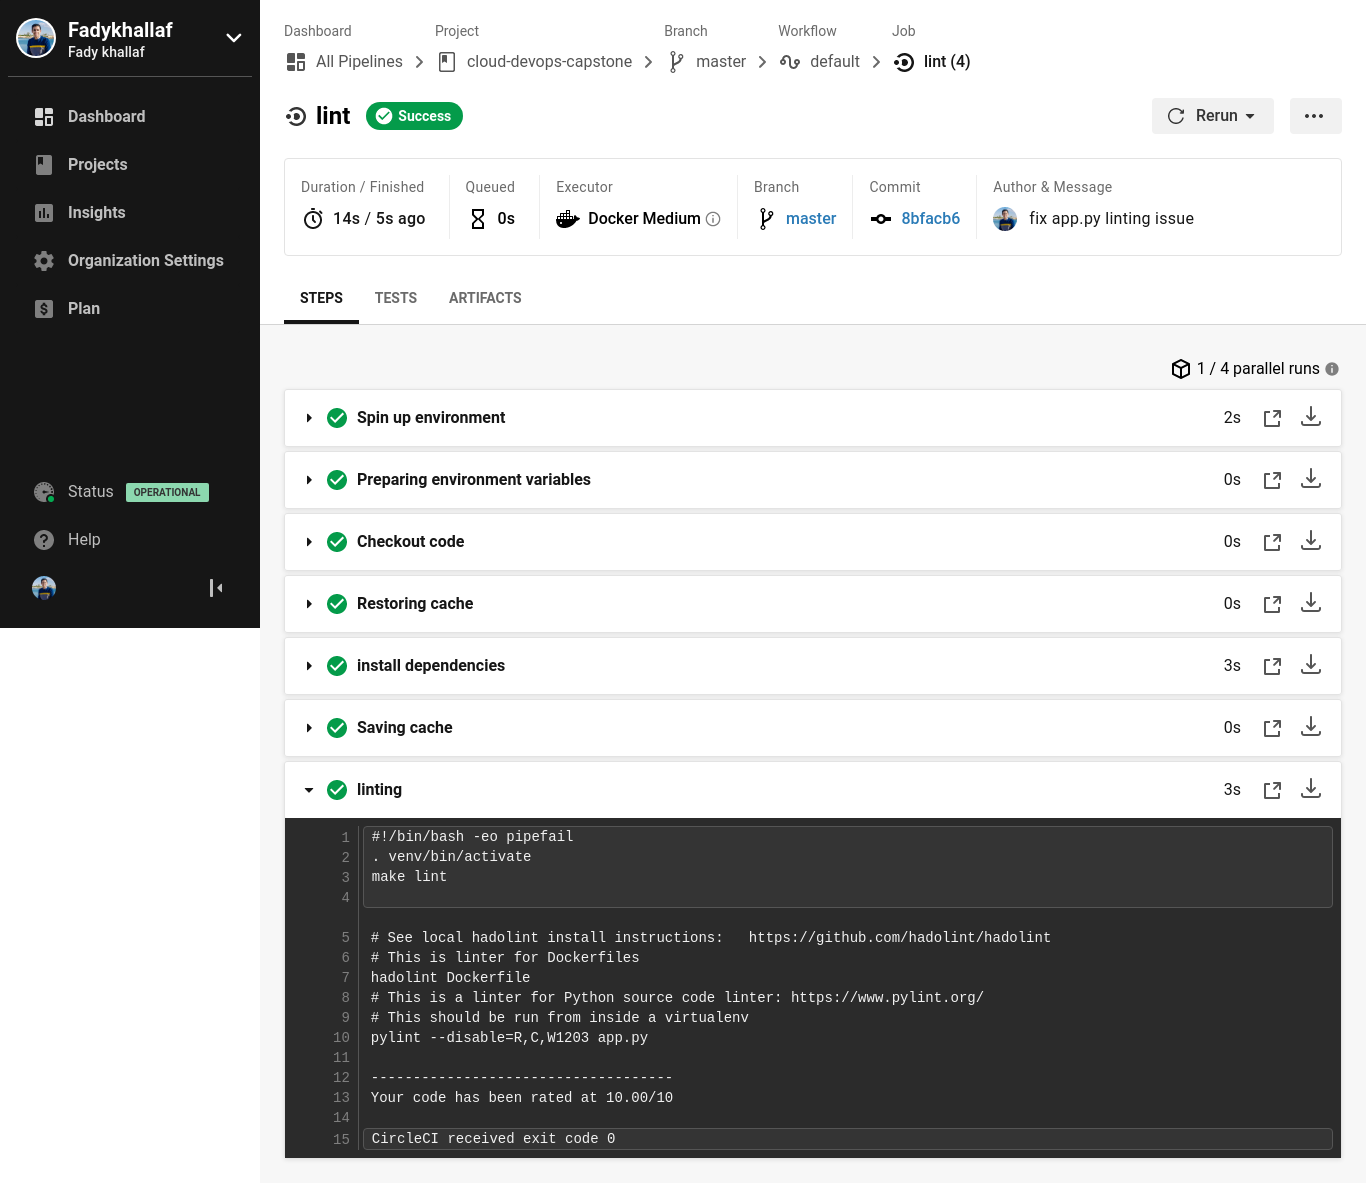 Fadykhallaf
Fady khallaf
Dashboard
Projects
Insights
Organization Settings
Plan
Status OPERATIONAL
Help
Dashboard Project Branch Workflow Job
All Pipelines cloud-devops-capstone master default lint (4)
lint Success Rerun
Duration / Finished Queued Executor Branch Commit Author & Message
14s / 5s ago 0s Docker Medium master 8bfacb6 fix app.py linting issue
STEPS TESTS ARTIFACTS
1 / 4 parallel runs
Spin up environment 2s
Preparing environment variables 0s
Checkout code 0s
Restoring cache 0s
install dependencies 3s
Saving cache 0s
linting 3s
1 #!/bin/bash -eo pipefail
2 . venv/bin/activate
3 make lint
4
5 # See local hadolint install instructions:   https://github.com/hadolint/hadolint
6 # This is linter for Dockerfiles
7 hadolint Dockerfile
8 # This is a linter for Python source code linter: https://www.pylint.org/
9 # This should be run from inside a virtualenv
10 pylint --disable=R,C,W1203 app.py
11
12 ------------------------------------
13 Your code has been rated at 10.00/10
14
15 CircleCI received exit code 0